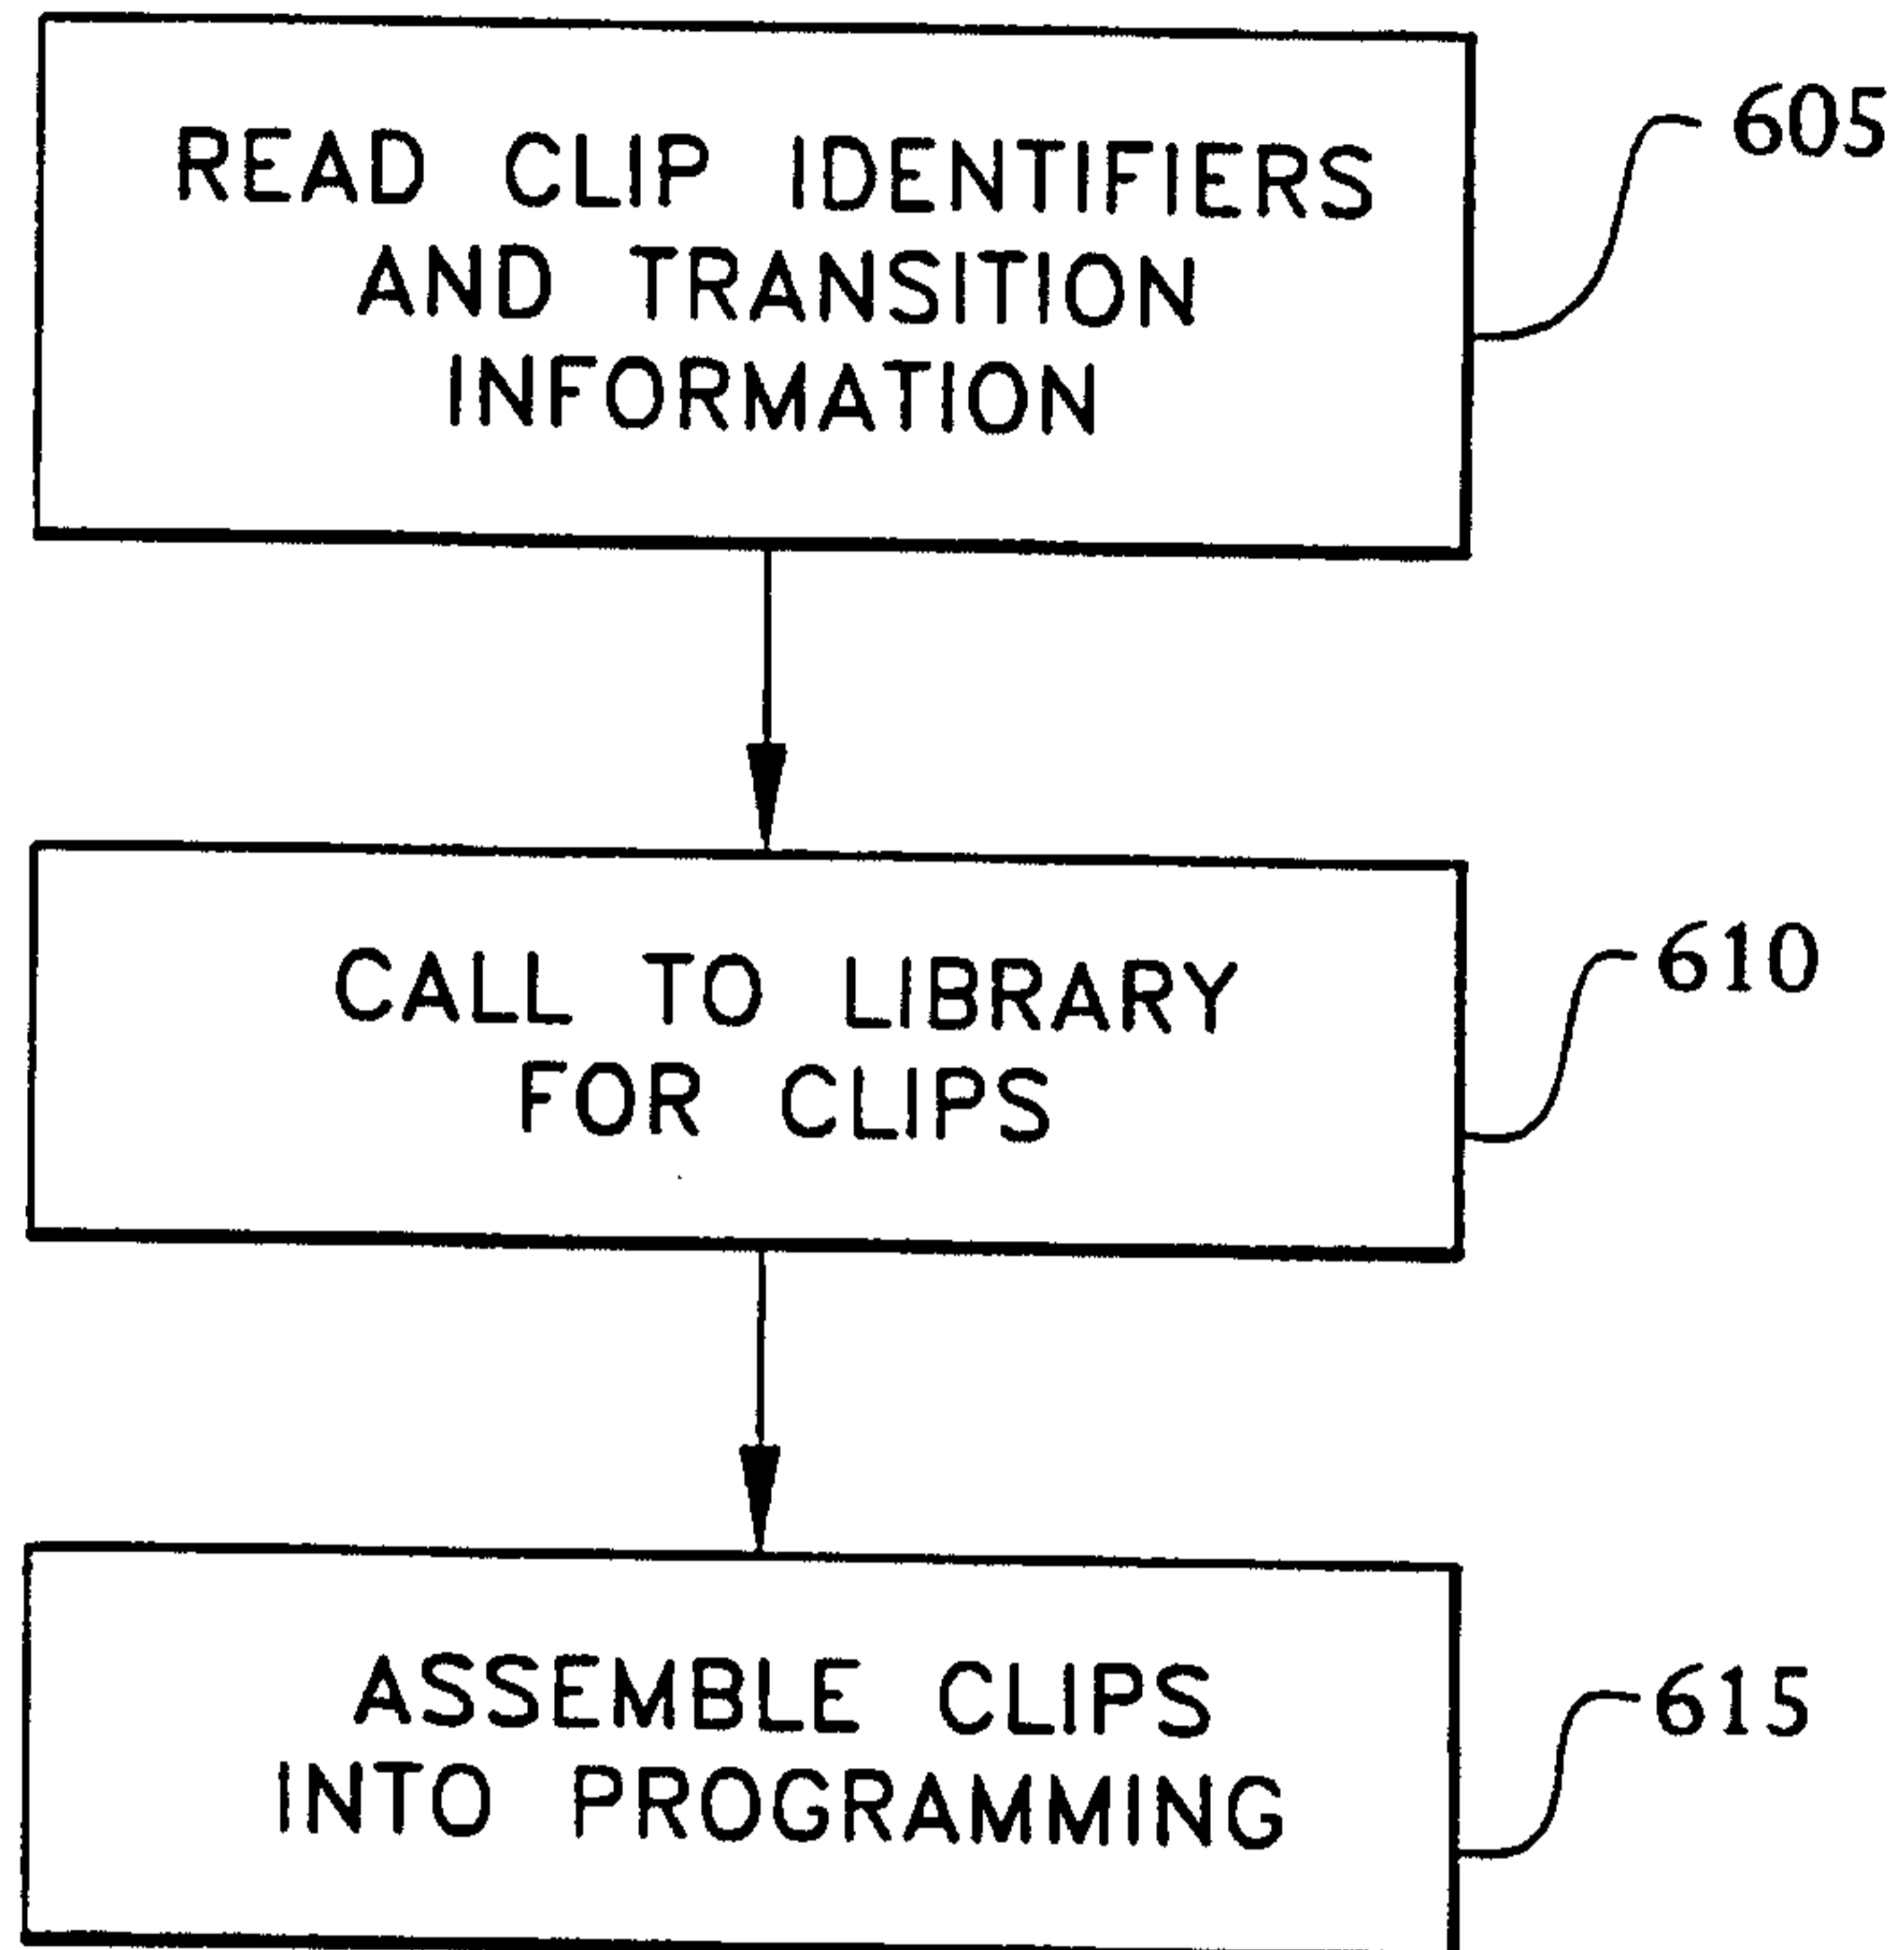 READ CLIP IDENTIFIERS
AND TRANSITION
INFORMATION
605
CALL TO LIBRARY
FOR CLIPS
610
ASSEMBLE CLIPS
INTO PROGRAMMING
615